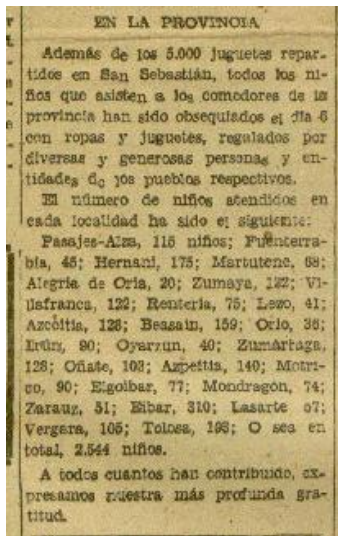 EN LA PROVINCIA
Además de los 5.000 juguetes repar-
tidos en San Sebastián, todos los ni-
ños que asisten a los comedores de la
provincia han sido obsequiados el día 6
con ropas y juguetes, regalados por
diversas y generosas personas y en-
tidades de los pueblos respectivos.
El número de niños atendidos en
cada localidad ha sido el siguiente:
Pasajes-Alza, 115 niños; Fuenterra-
bía, 45; Hernani, 175; Martutene, 68;
Alegría de Oria, 20; Zumaya, 122; Vi-
llafranca, 122; Rentería, 75; Lezo, 41;
Azcoitia, 128; Beasain, 159; Orio, 36;
Irún, 90; Oyarzun, 40; Zumárraga,
128; Oñate, 103; Azpeitia, 140; Motri-
co, 90; Elgoibar, 77; Mondragón, 74;
Zarauz, 51; Eibar, 310; Lasarte 57;
Vergara, 105; Tolosa, 198; O sea en
total, 2.544 niños.
A todos cuantos han contribuido, ex-
presamos nuestra más profunda gra-
titud.